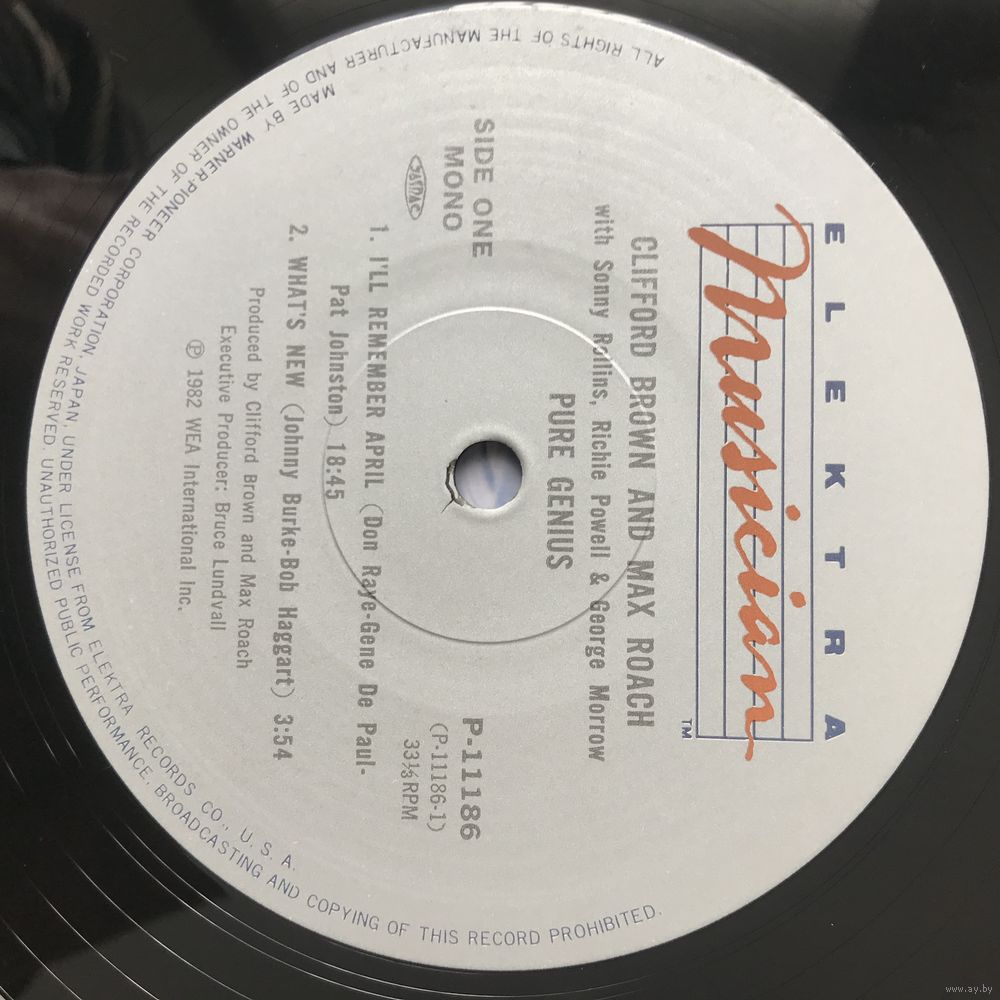 ELEKTRA
Musician
TM
CLIFFORD BROWN AND MAX ROACH
with Sonny Rollins, Richie Powell & George Morrow
PURE GENIUS
SIDE ONE
MONO
JASRAC
P-11186
(P-11186-1)
33⅓RPM
1. I'LL REMEMBER APRIL (Don Raye-Gene De Paul-
Pat Johnston) 18:45
2. WHAT'S NEW (Johnny Burke-Bob Haggart) 3:54
Produced by Clifford Brown and Max Roach
Executive Producer: Bruce Lundvall
Ⓟ 1982 WEA International Inc.
MADE BY WARNER-PIONEER CORPORATION, JAPAN, UNDER LICENSE FROM ELEKTRA RECORDS CO., U. S. A.
ALL RIGHTS OF THE MANUFACTURER AND OF THE OWNER OF THE RECORDED WORK RESERVED. UNAUTHORIZED PUBLIC PERFORMANCE, BROADCASTING AND COPYING OF THIS RECORD PROHIBITED.
www.ay.by